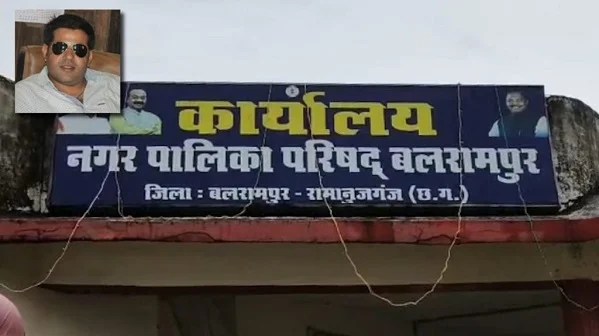 कार्यालय
नगर पालिका परिषद् बलरामपुर
जिला : बलरामपुर - रामानुजगंज (छ.ग.)